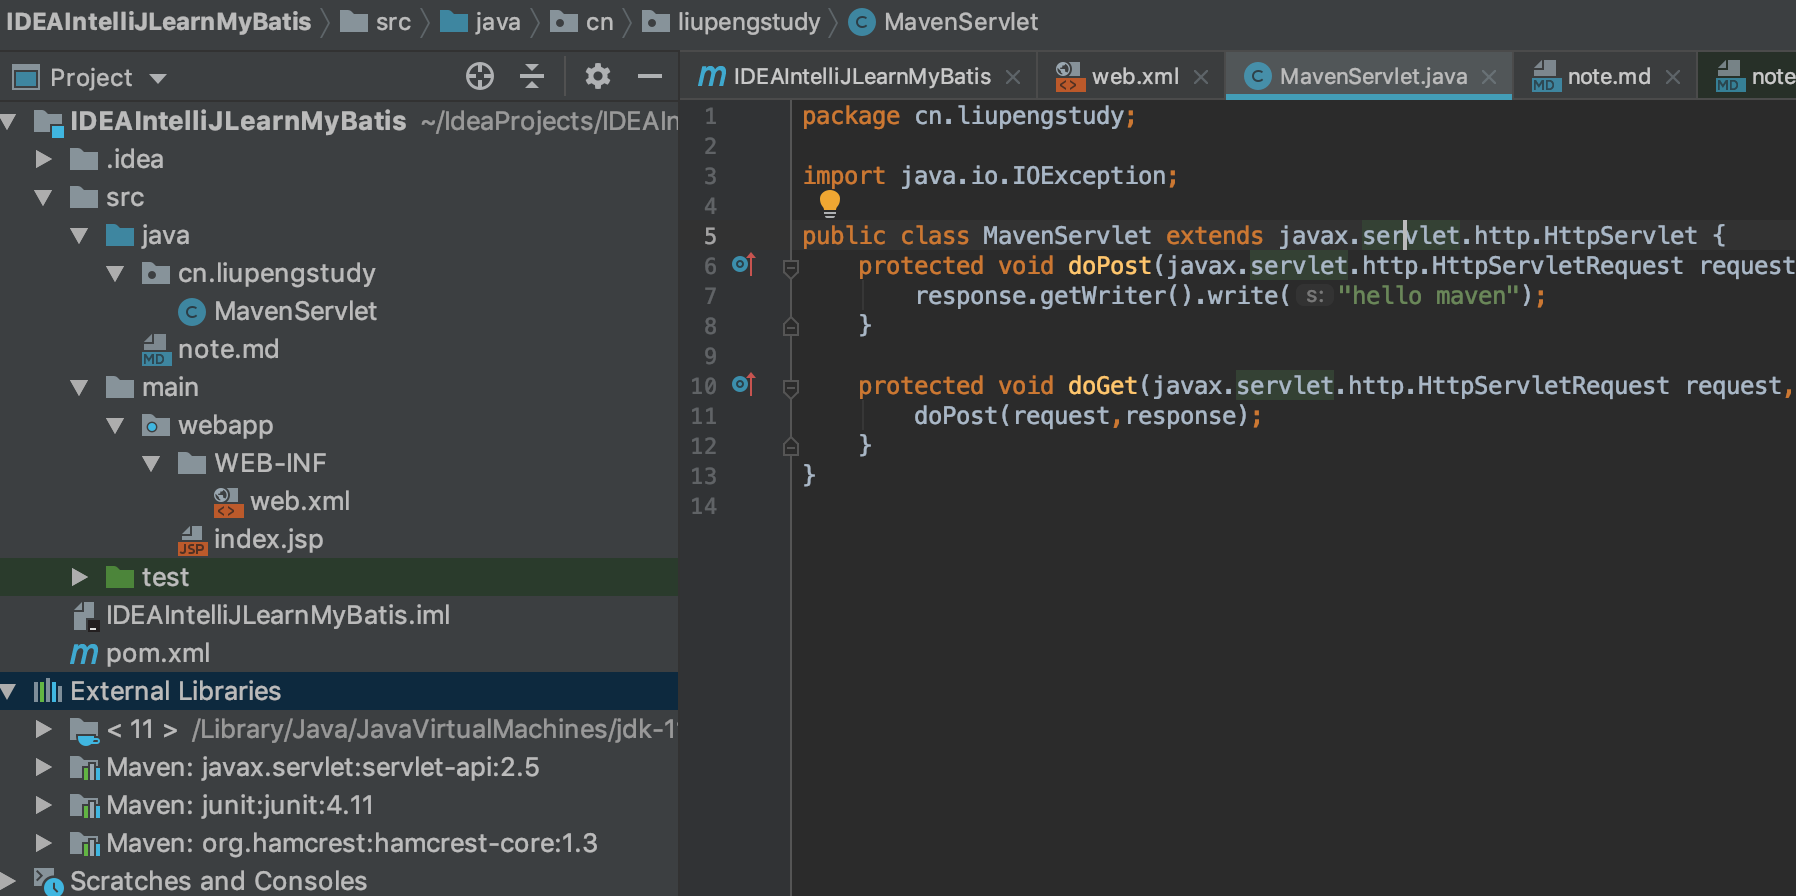 IDEAIntelliJLearnMyBatis src java cn liupengstudy MavenServlet
Project
IDEAIntelliJLearnMyBatis web.xml MavenServlet.java note.md note
IDEAIntelliJLearnMyBatis ~/IdeaProjects/IDEAIn
.idea
src
java
cn.liupengstudy
MavenServlet
note.md
main
webapp
WEB-INF
web.xml
index.jsp
test
IDEAIntelliJLearnMyBatis.iml
pom.xml
External Libraries
< 11 > /Library/Java/JavaVirtualMachines/jdk-11
Maven: javax.servlet:servlet-api:2.5
Maven: junit:junit:4.11
Maven: org.hamcrest:hamcrest-core:1.3
Scratches and Consoles
1 package cn.liupengstudy;
2
3 import java.io.IOException;
4
5 public class MavenServlet extends javax.servlet.http.HttpServlet {
6 protected void doPost(javax.servlet.http.HttpServletRequest request
7 response.getWriter().write( s: "hello maven");
8 }
9
10 protected void doGet(javax.servlet.http.HttpServletRequest request,
11 doPost(request,response);
12 }
13 }
14